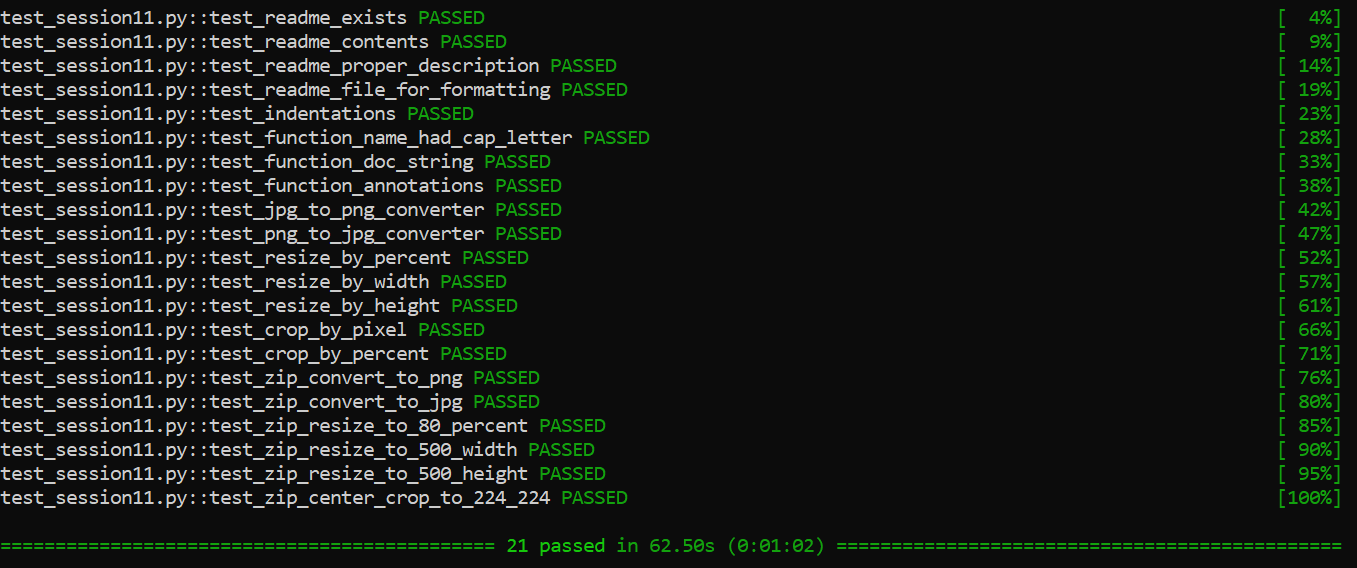 test_session11.py::test_readme_exists PASSED [  4%]
test_session11.py::test_readme_contents PASSED [  9%]
test_session11.py::test_readme_proper_description PASSED [ 14%]
test_session11.py::test_readme_file_for_formatting PASSED [ 19%]
test_session11.py::test_indentations PASSED [ 23%]
test_session11.py::test_function_name_had_cap_letter PASSED [ 28%]
test_session11.py::test_function_doc_string PASSED [ 33%]
test_session11.py::test_function_annotations PASSED [ 38%]
test_session11.py::test_jpg_to_png_converter PASSED [ 42%]
test_session11.py::test_png_to_jpg_converter PASSED [ 47%]
test_session11.py::test_resize_by_percent PASSED [ 52%]
test_session11.py::test_resize_by_width PASSED [ 57%]
test_session11.py::test_resize_by_height PASSED [ 61%]
test_session11.py::test_crop_by_pixel PASSED [ 66%]
test_session11.py::test_crop_by_percent PASSED [ 71%]
test_session11.py::test_zip_convert_to_png PASSED [ 76%]
test_session11.py::test_zip_convert_to_jpg PASSED [ 80%]
test_session11.py::test_zip_resize_to_80_percent PASSED [ 85%]
test_session11.py::test_zip_resize_to_500_width PASSED [ 90%]
test_session11.py::test_zip_resize_to_500_height PASSED [ 95%]
test_session11.py::test_zip_center_crop_to_224_224 PASSED [100%]
============================================= 21 passed in 62.50s (0:01:02) ==============================================